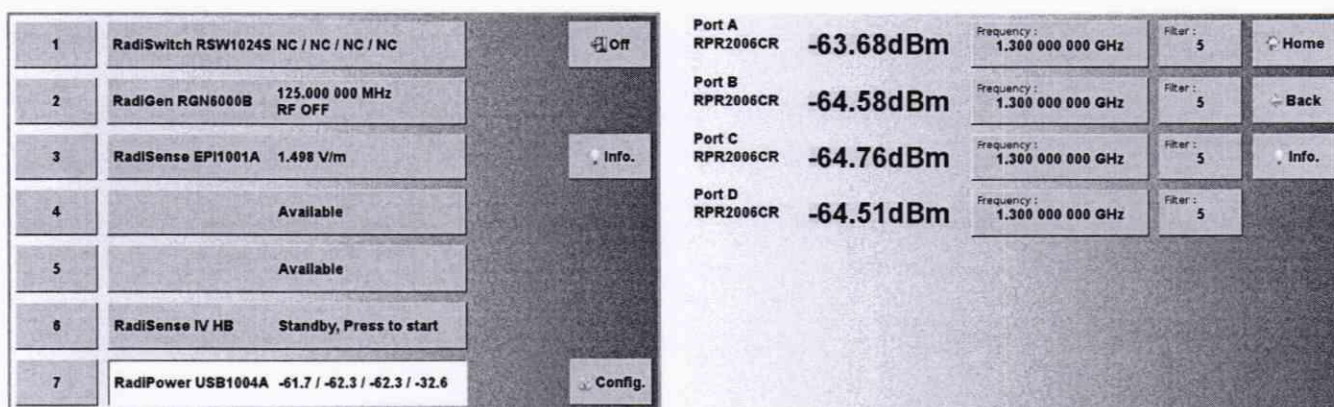 1 RadiSwitch RSW1024S NC / NC / NC / NC Off
2 RadiGen RGN6000B 125.000 000 MHz
RF OFF
3 RadiSense EPI1001A 1.498 V/m Info.
4 Available
5 Available
6 RadiSense IV HB Standby, Press to start
7 RadiPower USB1004A -61.7 / -62.3 / -62.3 / -32.6 Config.
Port A
RPR2006CR -63.68dBm Frequency : 1.300 000 000 GHz Filter : 5 Home
Port B
RPR2006CR -64.58dBm Frequency : 1.300 000 000 GHz Filter : 5 Back
Port C
RPR2006CR -64.76dBm Frequency : 1.300 000 000 GHz Filter : 5 Info.
Port D
RPR2006CR -64.51dBm Frequency : 1.300 000 000 GHz Filter : 5